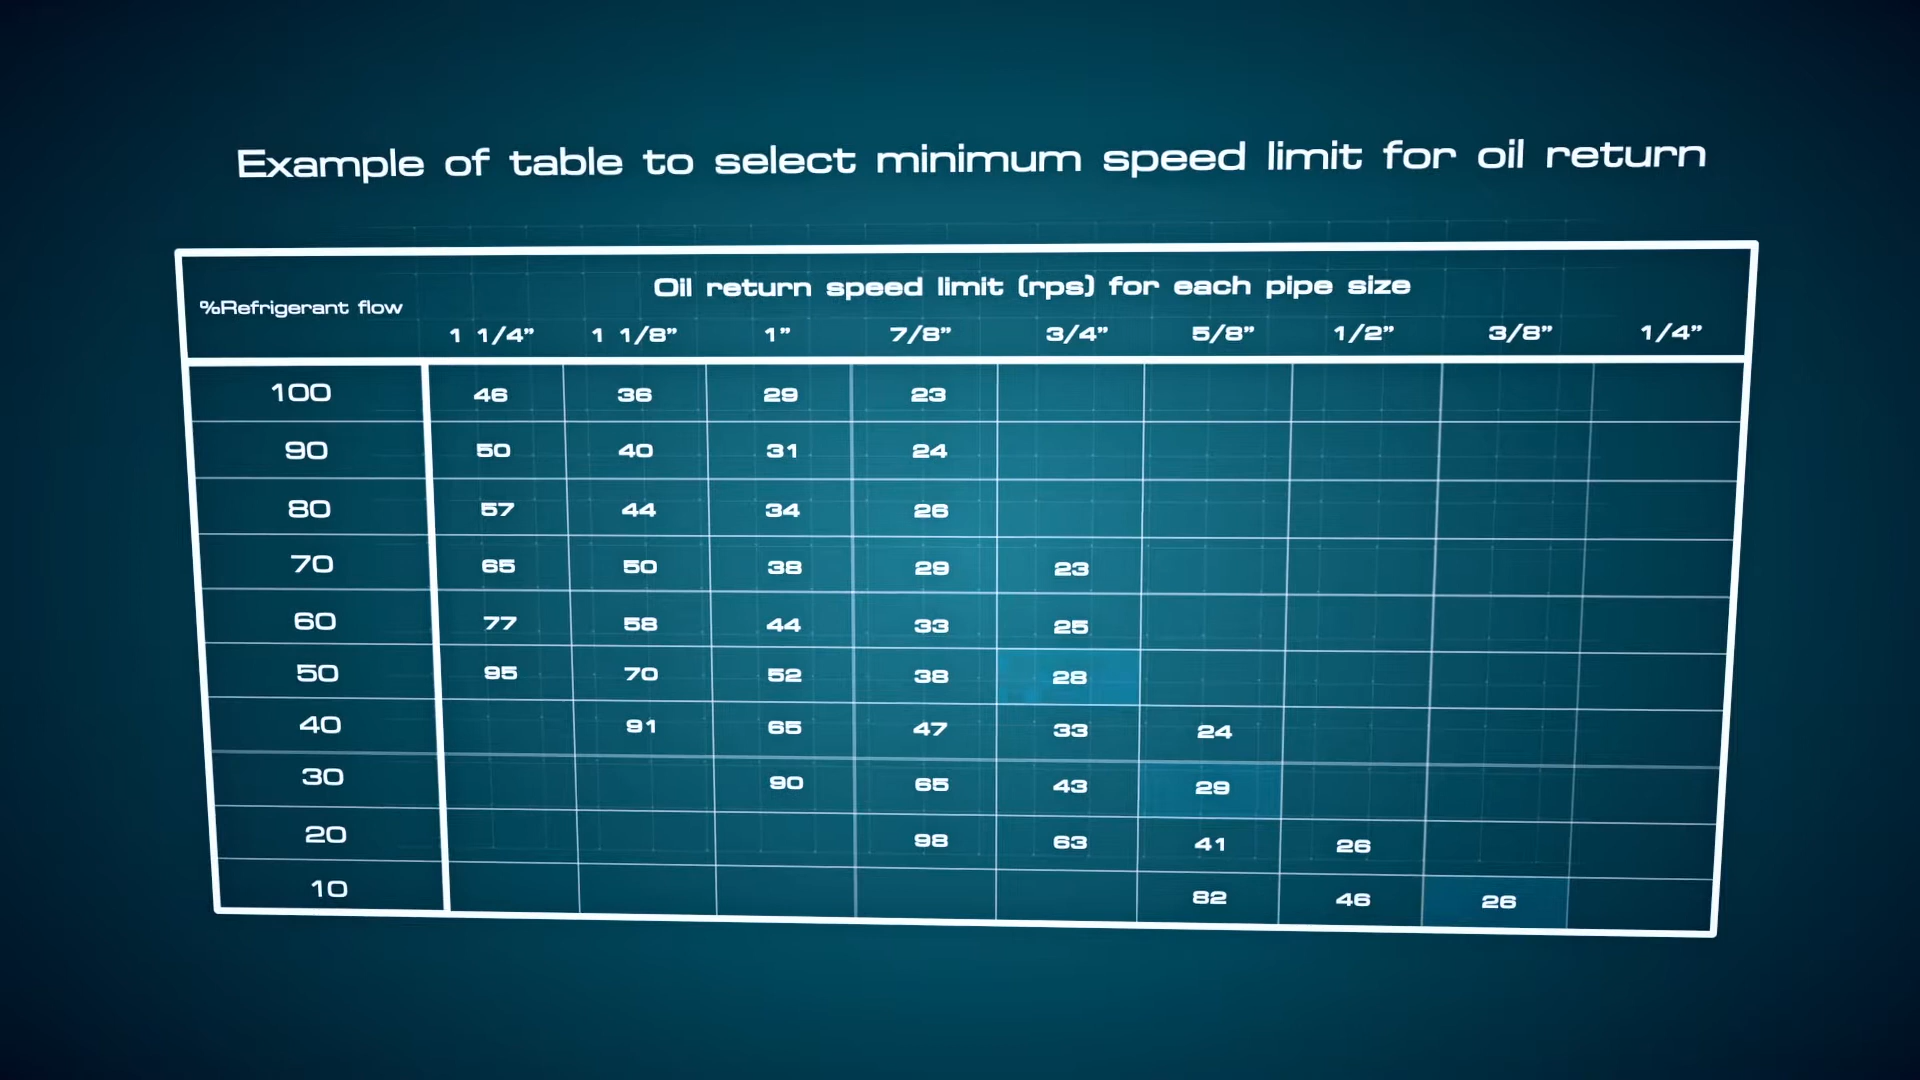 Example of table to select minimum speed limit for oil return
%Refrigerant flow
Oil return speed limit (rps) for each pipe size
1 1/4” 1 1/8” 1” 7/8” 3/4” 5/8” 1/2” 3/8” 1/4”
100 46 36 29 23
90 50 40 31 24
80 57 44 34 26
70 65 50 38 29 23
60 77 58 44 33 25
50 95 70 52 38 28
40 91 65 47 33 24
30 90 65 43 29
20 98 63 41 26
10 82 46 26